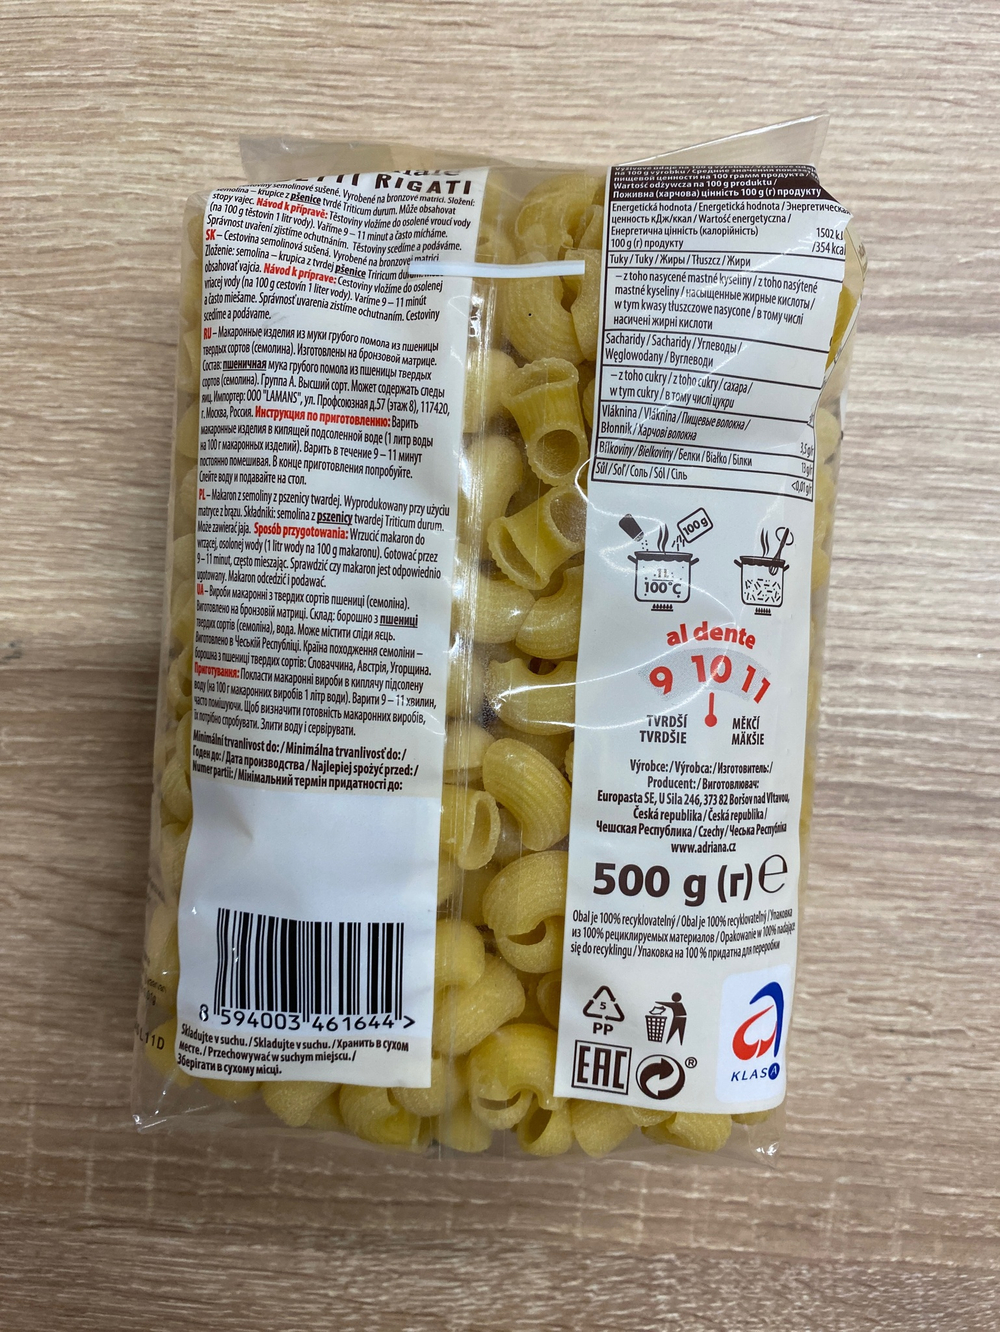 RIGATI
semolinové sušené. Vyrobené na bronzové matrici. Složení:
semolina – krupice z pšenice tvrdé Triticum durum. Může obsahovat
stopy vajec. Návod k přípravě: Těstoviny vložíme do osolené vroucí vody
(na 100 g těstovin 1 litr vody). Vaříme 9 – 11 minut a často mícháme.
Správnost uvaření zjistíme ochutnáním. Těstoviny scedíme a podáváme.
SK – Cestovina semolinová sušená. Vyrobené na bronzovej matrici.
Zloženie: semolina – krupica z tvrdej pšenice Triticum
obsahovať vajcia. Návod k príprave: Cestoviny vložíme do osolenej
vriacej vody (na 100 g cestovín 1 liter vody). Varíme 9 – 11 minút
a často miešame. Správnosť uvarenia zistíme ochutnaním. Cestoviny
scedíme a podávame.
RU – Макаронные изделия из муки грубого помола из пшеницы
твердых сортов (семолина). Изготовлены на бронзовой матрице.
Состав: пшеничная мука грубого помола из пшеницы твердых
сортов (семолина). Группа А. Высший сорт. Может содержать следы
яиц. Импортер: ООО "LAMANS", ул. Профсоюзная д.57 (этаж 8), 117420,
г. Москва, Россия. Инструкция по приготовлению: Варить
макаронные изделия в кипящей подсоленной воде (1 литр воды
на 100 г макаронных изделий). Варить в течение 9 – 11 минут
постоянно помешивая. В конце приготовления попробуйте.
Слейте воду и подавайте на стол.
PL – Makaron z semoliny z pszenicy twardej. Wyprodukowany przy użyciu
matryce z brązu. Składniki: semolina z pszenicy twardej Triticum durum.
Może zawierać jaja. Sposób przygotowania: Wrzucić makaron do
wrzącej, osolonej wody (1 litr wody na 100 g makaronu). Gotować przez
9 – 11 minut, często mieszając. Sprawdzić czy makaron jest odpowiednio
ugotowany. Makaron odcedzić i podawać.
UA – Вироби макаронні з твердих сортів пшениці (семоліна).
Виготовлено на бронзовій матриці. Склад: борошно з пшениці
твердих сортів (семоліна), вода. Може містити сліди яєць.
Виготовлено в Чеській Республіці. Країна походження семоліни –
борошна з пшениці твердих сортів: Словаччина, Австрія, Угорщина.
Приготування: Покласти макаронні вироби в киплячу підсолену
воду (на 100 г макаронних виробів 1 літр води). Варити 9 – 11 хвилин,
часто помішуючи. Щоб визначити готовність макаронних виробів,
їх потрібно спробувати. Злити воду і сервірувати.
Minimální trvanlivost do: / Minimálna trvanlivosť do: /
Годен до: / Дата производства / Najlepiej spożyć przed: /
Numer partii: / Мінімальний термін придатності до:
8 594003 461644 >
Skladujte v suchu. / Skladujte v suchu. / Хранить в сухом
месте. / Przechowywać w suchym miejscu. /
Зберігати в сухому місці.
L11D
пищевой ценности на 100 грамм продукта /
Wartość odżywcza na 100 g produktu /
Поживна (харчова) цінність 100 g (г) продукту
Energetická hodnota / Energetická hodnota / Энергетическая
ценность кДж/ккал / Wartość energetyczna /
Енергетична цінність (калорійність)
100 g (г) продукту
1502 kJ
/354 kcal
Tuky / Tuky / Жиры / Tłuszcz / Жири
– z toho nasycené mastné kyseliny / z toho nasýtené
mastné kyseliny / насыщенные жирные кислоты /
w tym kwasy tłuszczowe nasycone / в тому числі
насичені жирні кислоти
Sacharidy / Sacharidy / Углеводы /
Węglowodany / Вуглеводи
– z toho cukry / z toho cukry / сахара /
w tym cukry / в тому числі цукри
Vláknina / Vláknina / Пищевые волокна /
Błonnik / Харчові волокна
3,5g/г
Bílkoviny / Bielkoviny / Белки / Białko / Білки
13g/г
Sůl / Soľ / Соль / Sól / Сіль
<0,01g/г
100 g
1 L
100°C
al dente
9 10 11
TVRDŠÍ
TVRDŠIE
MĚKČÍ
MÄKŠIE
Výrobce: / Výrobca: / Изготовитель: /
Producent: / Виготовлювач:
Europasta SE, U Sila 246, 373 82 Boršov nad Vltavou,
Česká republika / Česká republika /
Чешская Республика / Czechy / Чеська Республіка
www.adriana.cz
500 g (г) e
Obal je 100% recyklovatelný / Obal je 100% recyklovateľný / Упаковка
из 100% рециклируемых материалов / Opakowanie w 100% nadające
się do recyklingu / Упаковка на 100 % придатна для переробки
5
PP
EAC
®
KLASA